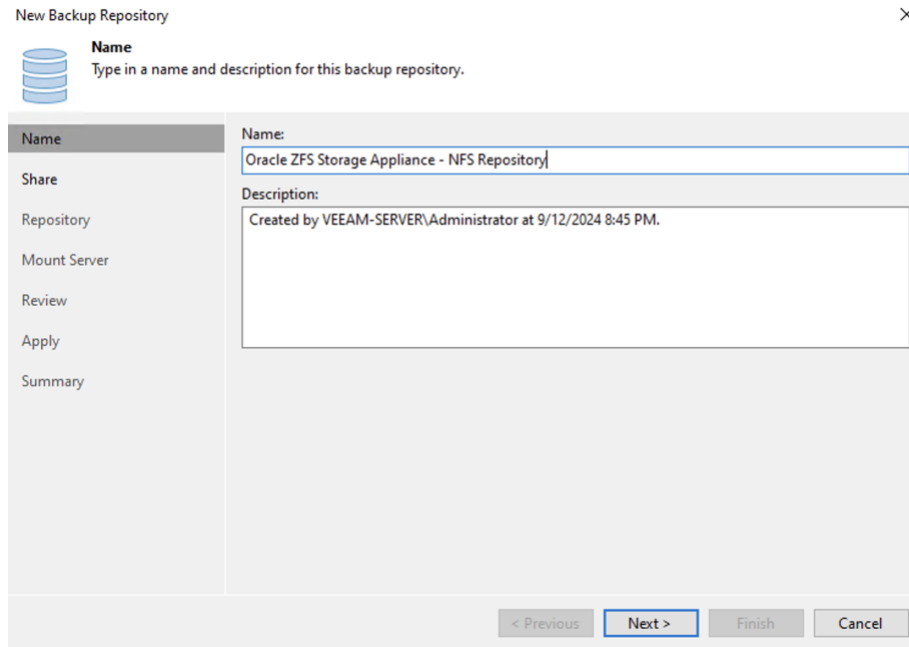 New Backup Repository
Name
Type in a name and description for this backup repository.
Name
Share
Repository
Mount Server
Review
Apply
Summary
Name:
Oracle ZFS Storage Appliance - NFS Repository
Description:
Created by VEEAM-SERVER\Administrator at 9/12/2024 8:45 PM.
< Previous
Next >
Finish
Cancel